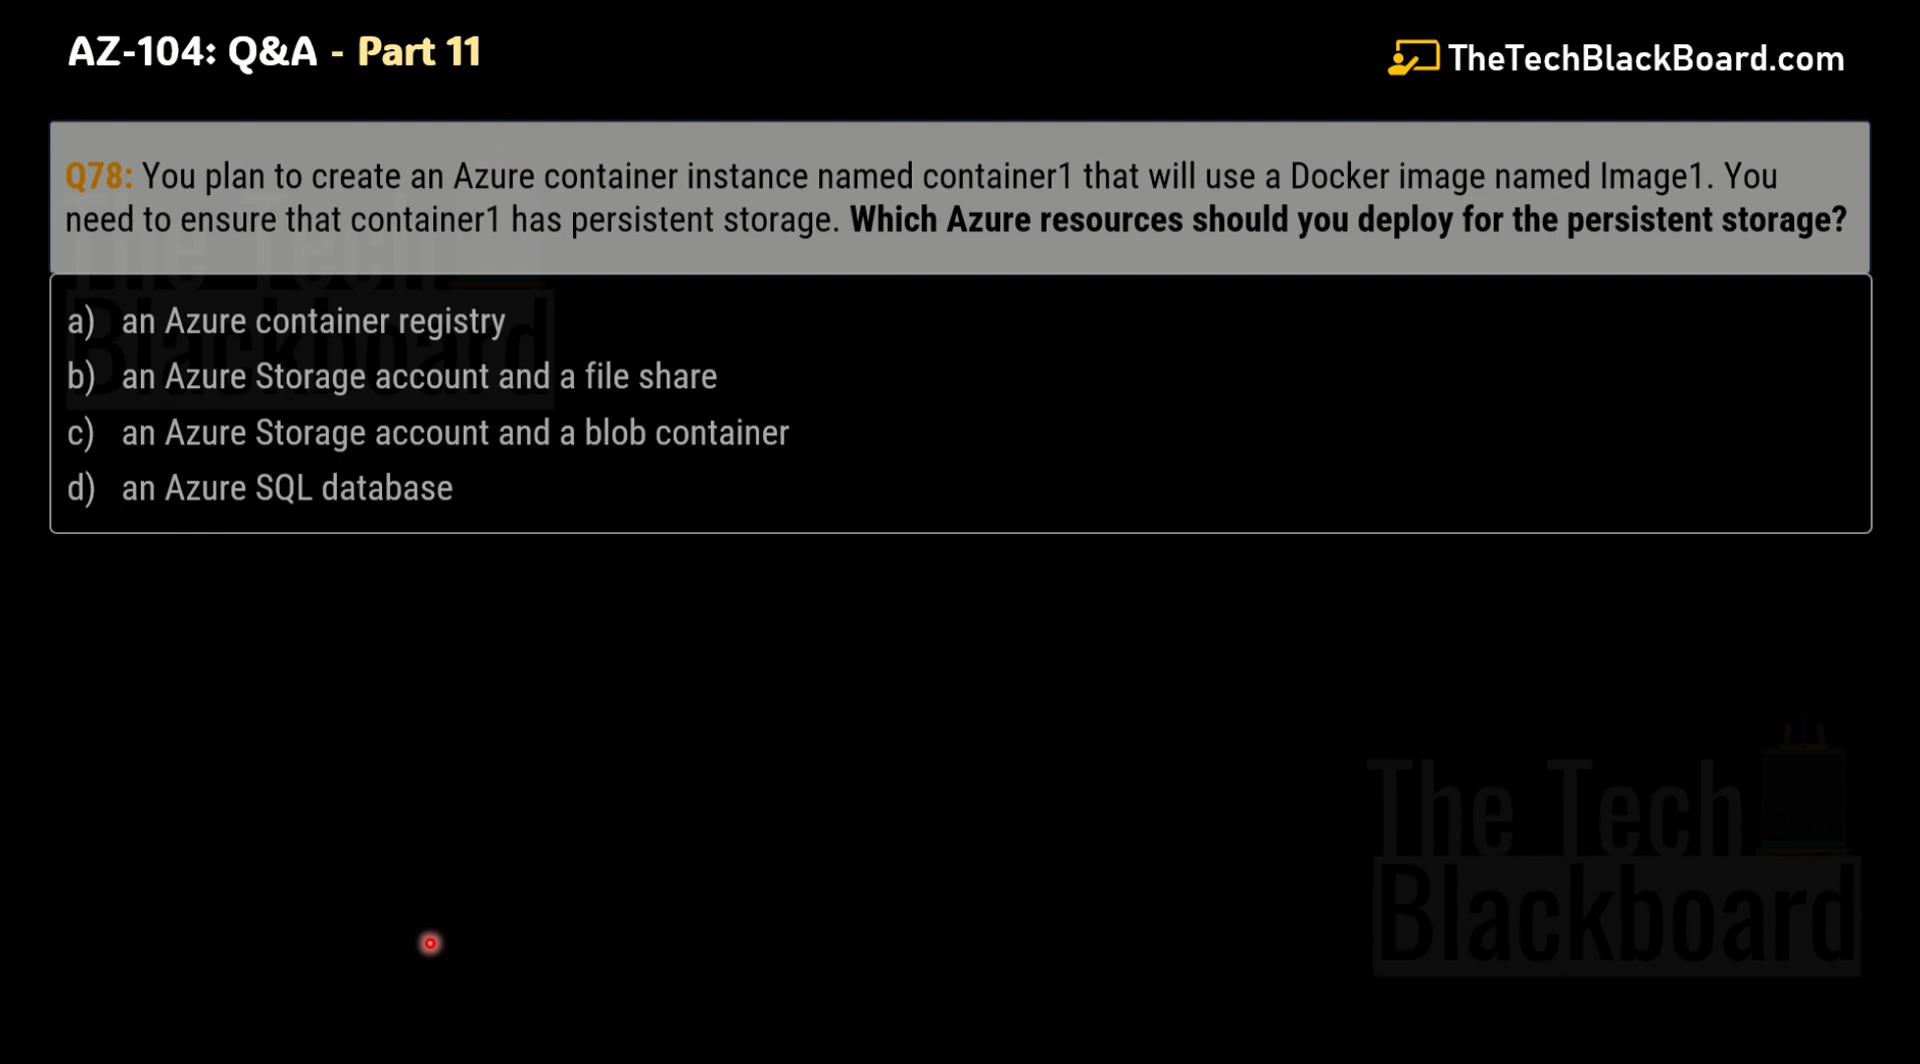 AZ-104: Q&A - Part 11
TheTechBlackBoard.com
Q78: You plan to create an Azure container instance named container1 that will use a Docker image named Image1. You
need to ensure that container1 has persistent storage. Which Azure resources should you deploy for the persistent storage?
a) an Azure container registry
b) an Azure Storage account and a file share
c) an Azure Storage account and a blob container
d) an Azure SQL database
The Tech
Blackboard
The Tech
Blackboard